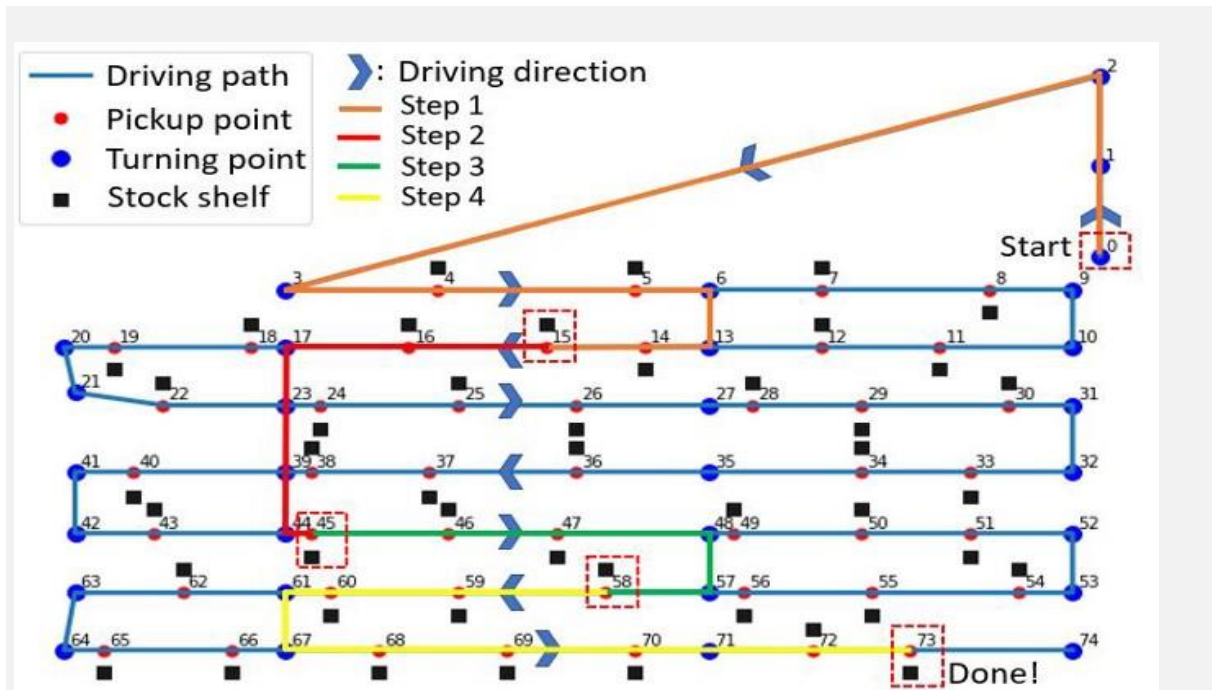 Driving path
Pickup point
Turning point
Stock shelf
: Driving direction
Step 1
Step 2
Step 3
Step 4
2
1
Start 0
3 4 5 6 7 8 9
20 19 18 17 16 15 14 13 12 11 10
21 22 23 24 25 26 27 28 29 30 31
41 40 39 38 37 36 35 34 33 32
42 43 44 45 46 47 48 49 50 51 52
63 62 61 60 59 58 57 56 55 54 53
64 65 66 67 68 69 70 71 72 73 74
Done!